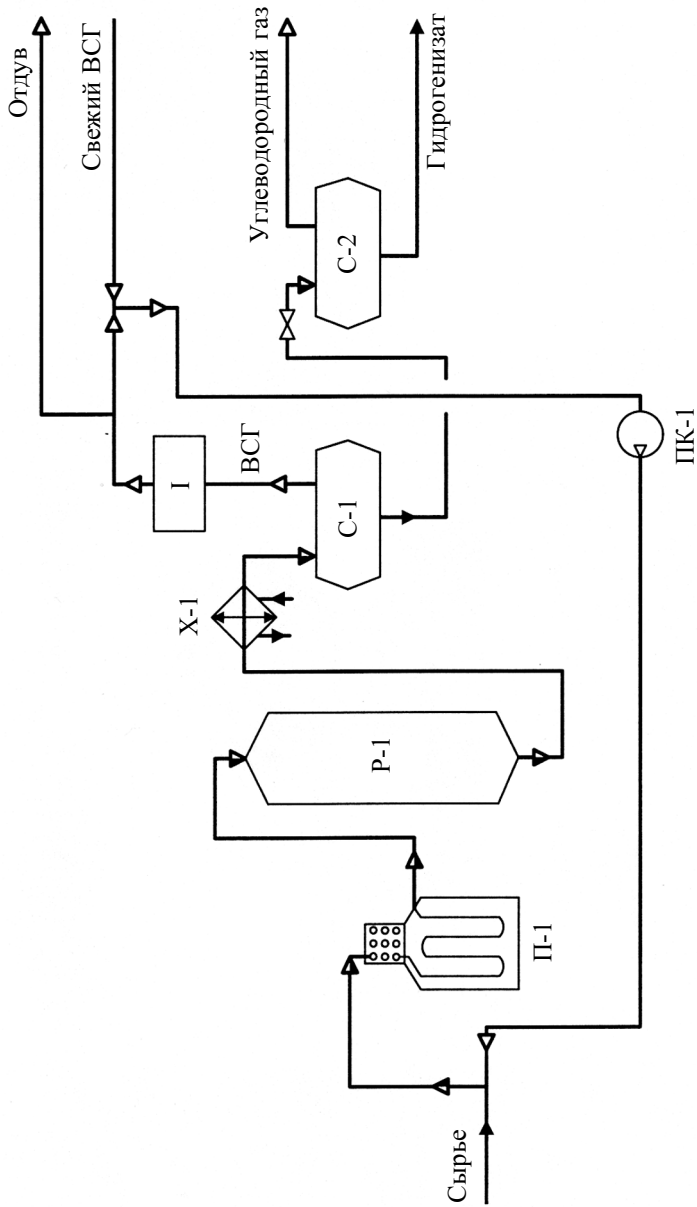 Отдув
Свежий ВСГ
Углеводородный газ
Гидрогенизат
С-2
I
ВСГ
С-1
Х-1
ПК-1
Р-1
П-1
Сырье